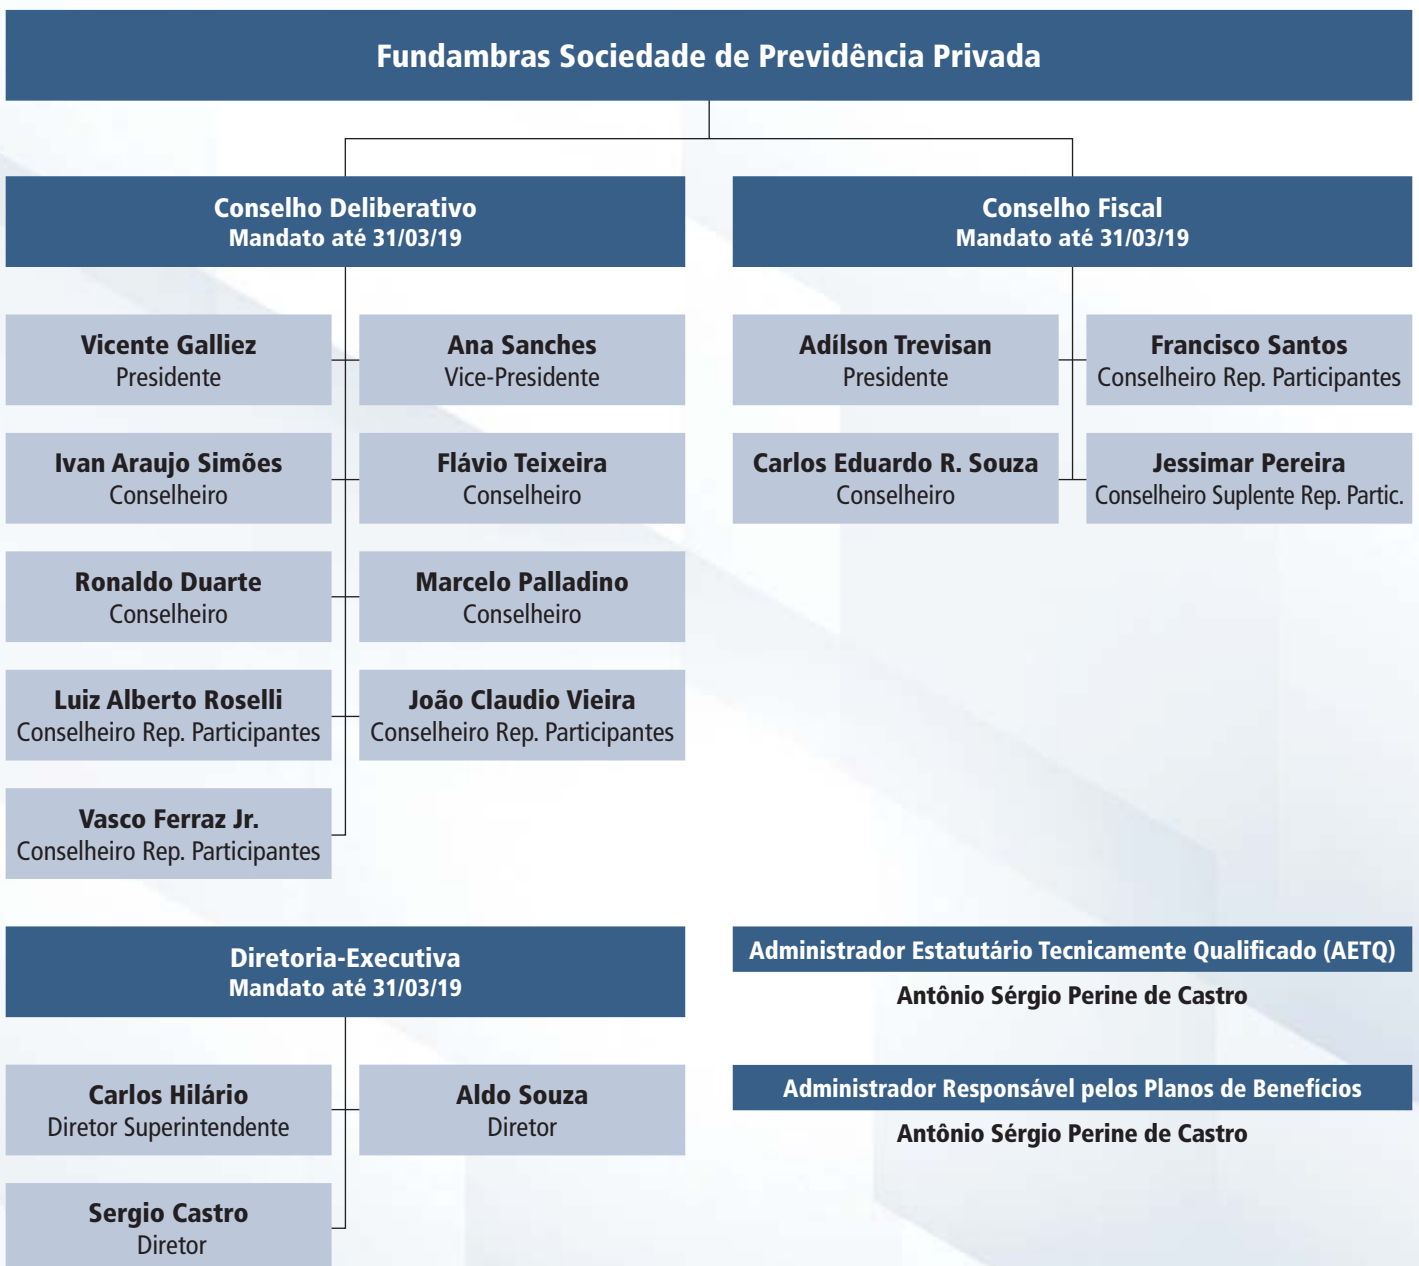 Fundambras Sociedade de Previdência Privada
Conselho Deliberativo
Mandato até 31/03/19
Vicente Galliez
Presidente
Ana Sanches
Vice-Presidente
Ivan Araujo Simões
Conselheiro
Flávio Teixeira
Conselheiro
Ronaldo Duarte
Conselheiro
Marcelo Palladino
Conselheiro
Luiz Alberto Roselli
Conselheiro Rep. Participantes
João Claudio Vieira
Conselheiro Rep. Participantes
Vasco Ferraz Jr.
Conselheiro Rep. Participantes
Conselho Fiscal
Mandato até 31/03/19
Adílson Trevisan
Presidente
Francisco Santos
Conselheiro Rep. Participantes
Carlos Eduardo R. Souza
Conselheiro
Jessimar Pereira
Conselheiro Suplente Rep. Partic.
Diretoria-Executiva
Mandato até 31/03/19
Carlos Hilário
Diretor Superintendente
Aldo Souza
Diretor
Sergio Castro
Diretor
Administrador Estatutário Tecnicamente Qualificado (AETQ)
Antônio Sérgio Perine de Castro
Administrador Responsável pelos Planos de Benefícios
Antônio Sérgio Perine de Castro